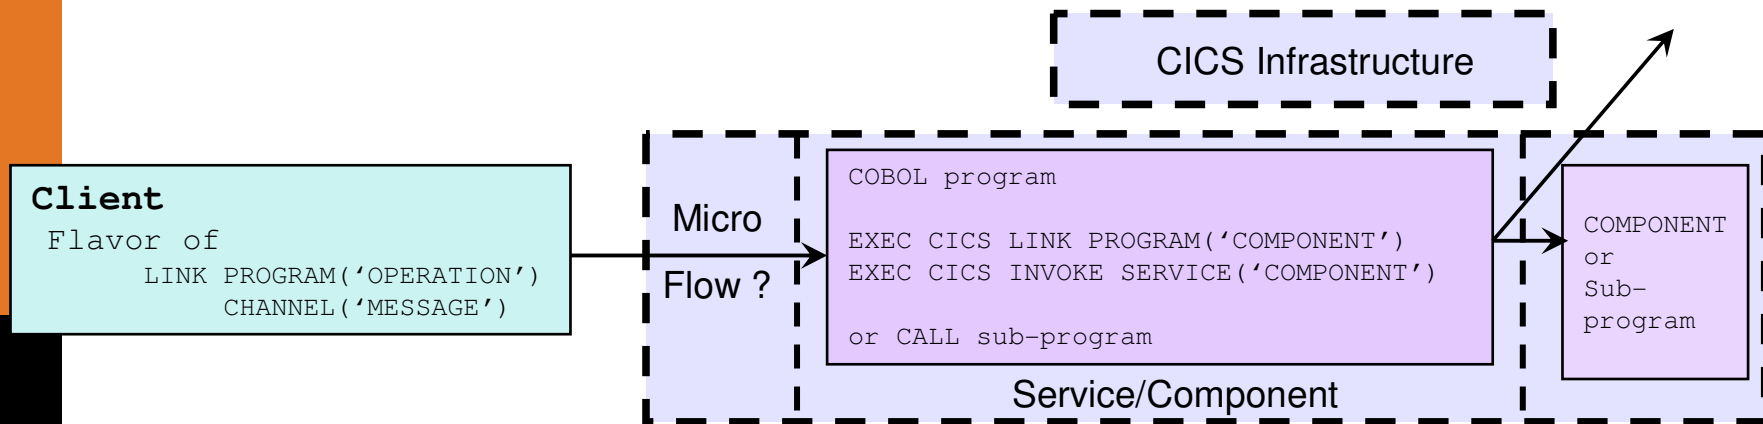 CICS Infrastructure
Client
Flavor of
LINK PROGRAM(‘OPERATION’)
CHANNEL(‘MESSAGE’)
Micro
Flow ?
COBOL program
EXEC CICS LINK PROGRAM(‘COMPONENT’)
EXEC CICS INVOKE SERVICE(‘COMPONENT’)
or CALL sub-program
Service/Component
COMPONENT
or
Sub-
program